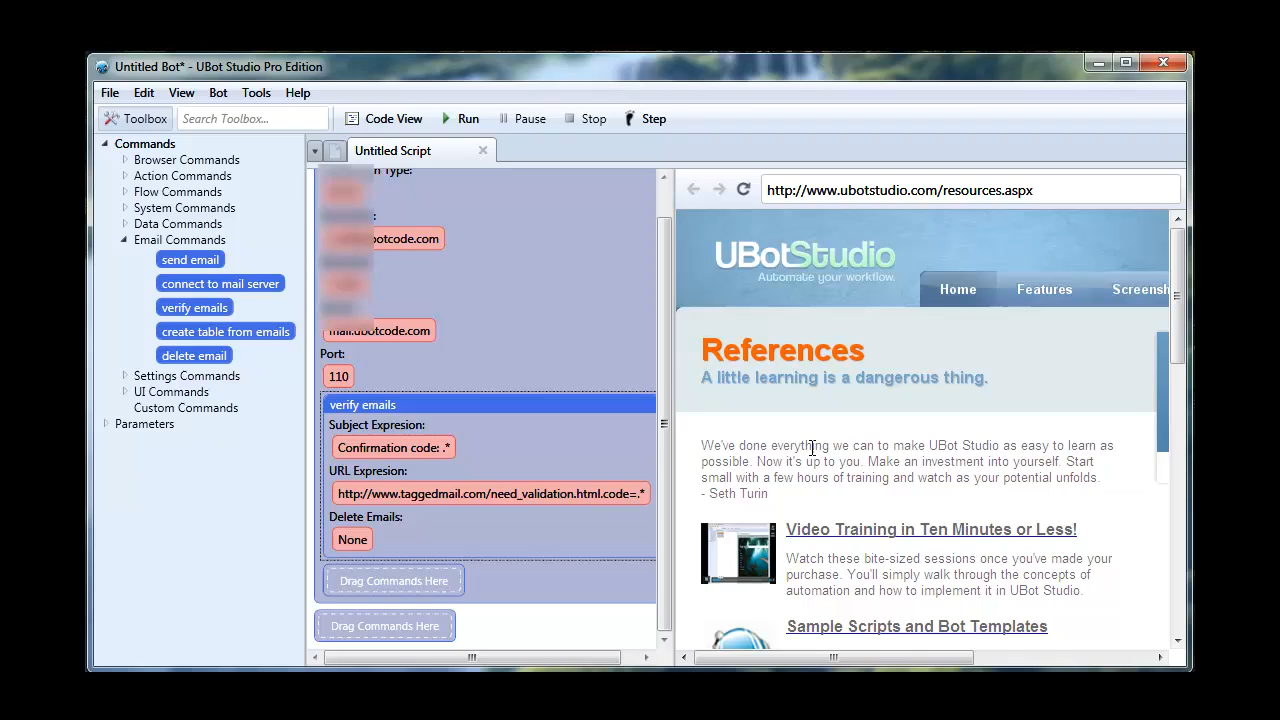 Untitled Bot* - UBot Studio Pro Edition
File Edit View Bot Tools Help
Toolbox Search Toolbox... Code View Run Pause Stop Step
Commands
Browser Commands
Action Commands
Flow Commands
System Commands
Data Commands
Email Commands
send email
connect to mail server
verify emails
create table from emails
delete email
Settings Commands
UI Commands
Custom Commands
Parameters
Untitled Script
Type:
:
botcode.com
mail.ubotcode.com
Port:
110
verify emails
Subject Expresion:
Confirmation code: .*
URL Expresion:
http://www.taggedmail.com/need_validation.html.code=.*
Delete Emails:
None
Drag Commands Here
Drag Commands Here
http://www.ubotstudio.com/resources.aspx
UBotStudio
Automate your workflow.
Home Features Screensh
References
A little learning is a dangerous thing.
We've done everything we can to make UBot Studio as easy to learn as
possible. Now it's up to you. Make an investment into yourself. Start
small with a few hours of training and watch as your potential unfolds.
- Seth Turin
Video Training in Ten Minutes or Less!
Watch these bite-sized sessions once you've made your
purchase. You'll simply walk through the concepts of
automation and how to implement it in UBot Studio.
Sample Scripts and Bot Templates